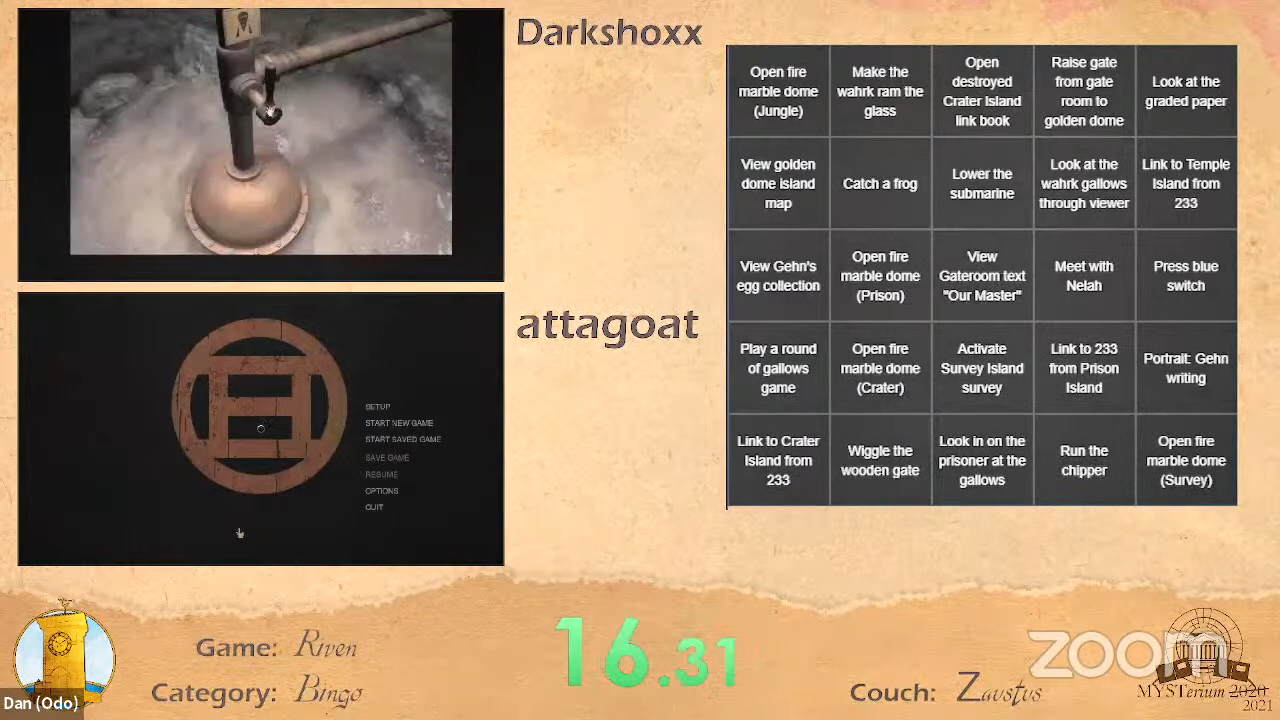 Darkshoxx
Open fire
marble dome
(Jungle)
Make the
wahrk ram the
glass
Open
destroyed
Crater Island
link book
Raise gate
from gate
room to
golden dome
Look at the
graded paper
View golden
dome island
map
Catch a frog
Lower the
submarine
Look at the
wahrk gallows
through viewer
Link to Temple
Island from
233
View Gehn's
egg collection
Open fire
marble dome
(Prison)
View
Gateroom text
"Our Master"
Meet with
Nelah
Press blue
switch
attagoat
Play a round
of gallows
game
Open fire
marble dome
(Crater)
Activate
Survey Island
survey
Link to 233
from Prison
Island
Portrait: Gehn
writing
Link to Crater
Island from
233
Wiggle the
wooden gate
Look in on the
prisoner at the
gallows
Run the
chipper
Open fire
marble dome
(Survey)
SETUP
START NEW GAME
START SAVED GAME
SAVE GAME
RESUME
OPTIONS
QUIT
Game: Riven
Category: Bingo
16.31
Couch: Zaustus
zoom
MYSTerium 2020
2021
Dan (Odo)